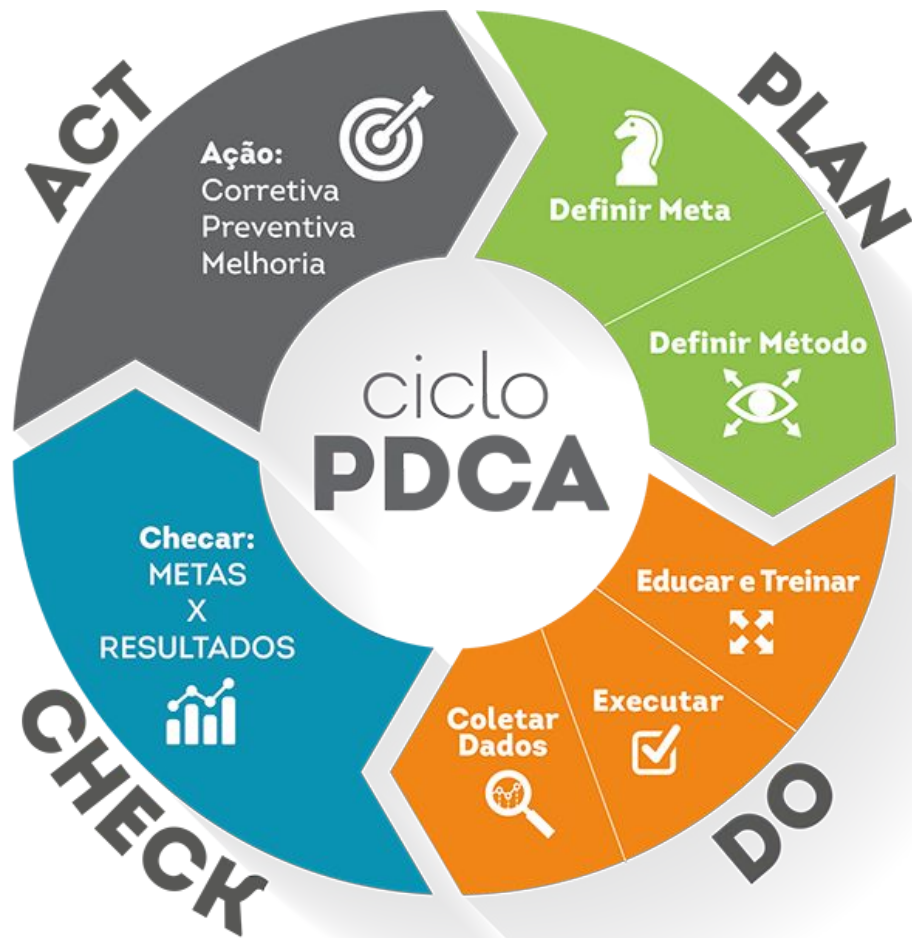 ciclo
PDCA
PLAN
Definir Meta
Definir Método
DO
Educar e Treinar
Executar
Coletar
Dados
CHECK
Checar:
METAS
X
RESULTADOS
ACT
Ação:
Corretiva
Preventiva
Melhoria